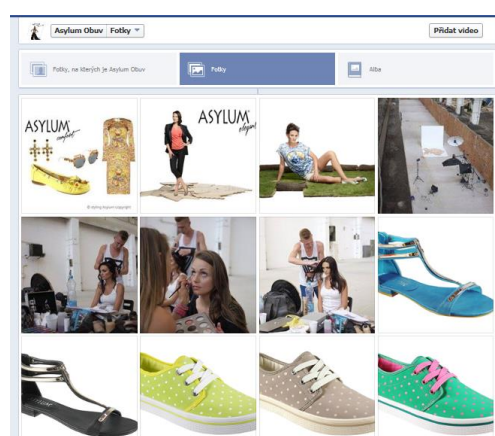 Asylum Obuv Fotky
Přidat video
Fotky, na kterých je Asylum Obuv
Fotky
Alba
ASYLUM
comfort
ASYLUM
elegant